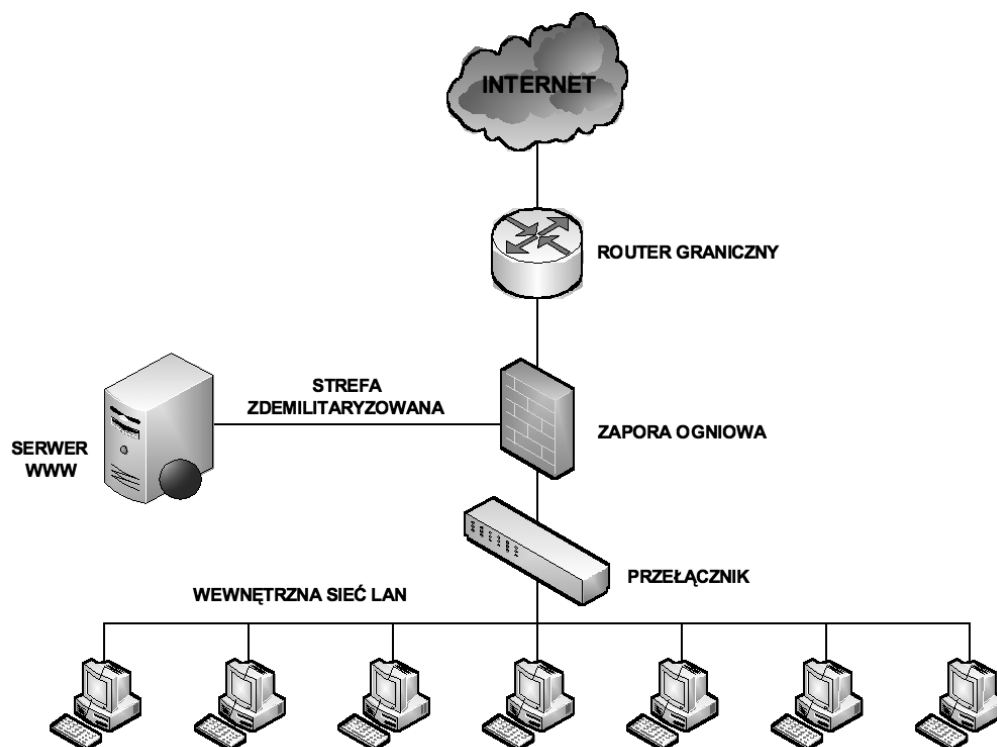 INTERNET
ROUTER GRANICZNY
STREFA
ZDEMILITARYZOWANA
ZAPORA OGNIOWA
SERWER
WWW
PRZEŁĄCZNIK
WEWNĘTRZNA SIEĆ LAN